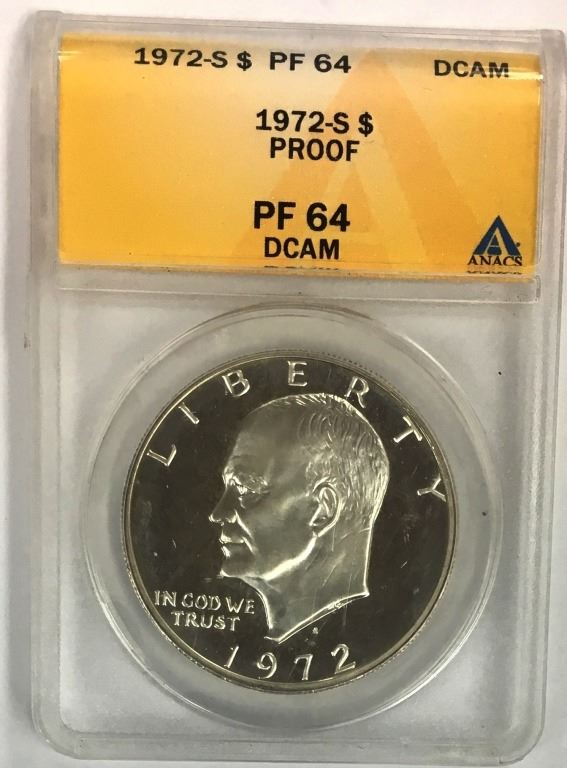 1972-S $ PF 64 DCAM
1972-S $
PROOF
PF 64
DCAM
ANACS
LIBERTY
IN GOD WE
TRUST
S
1972